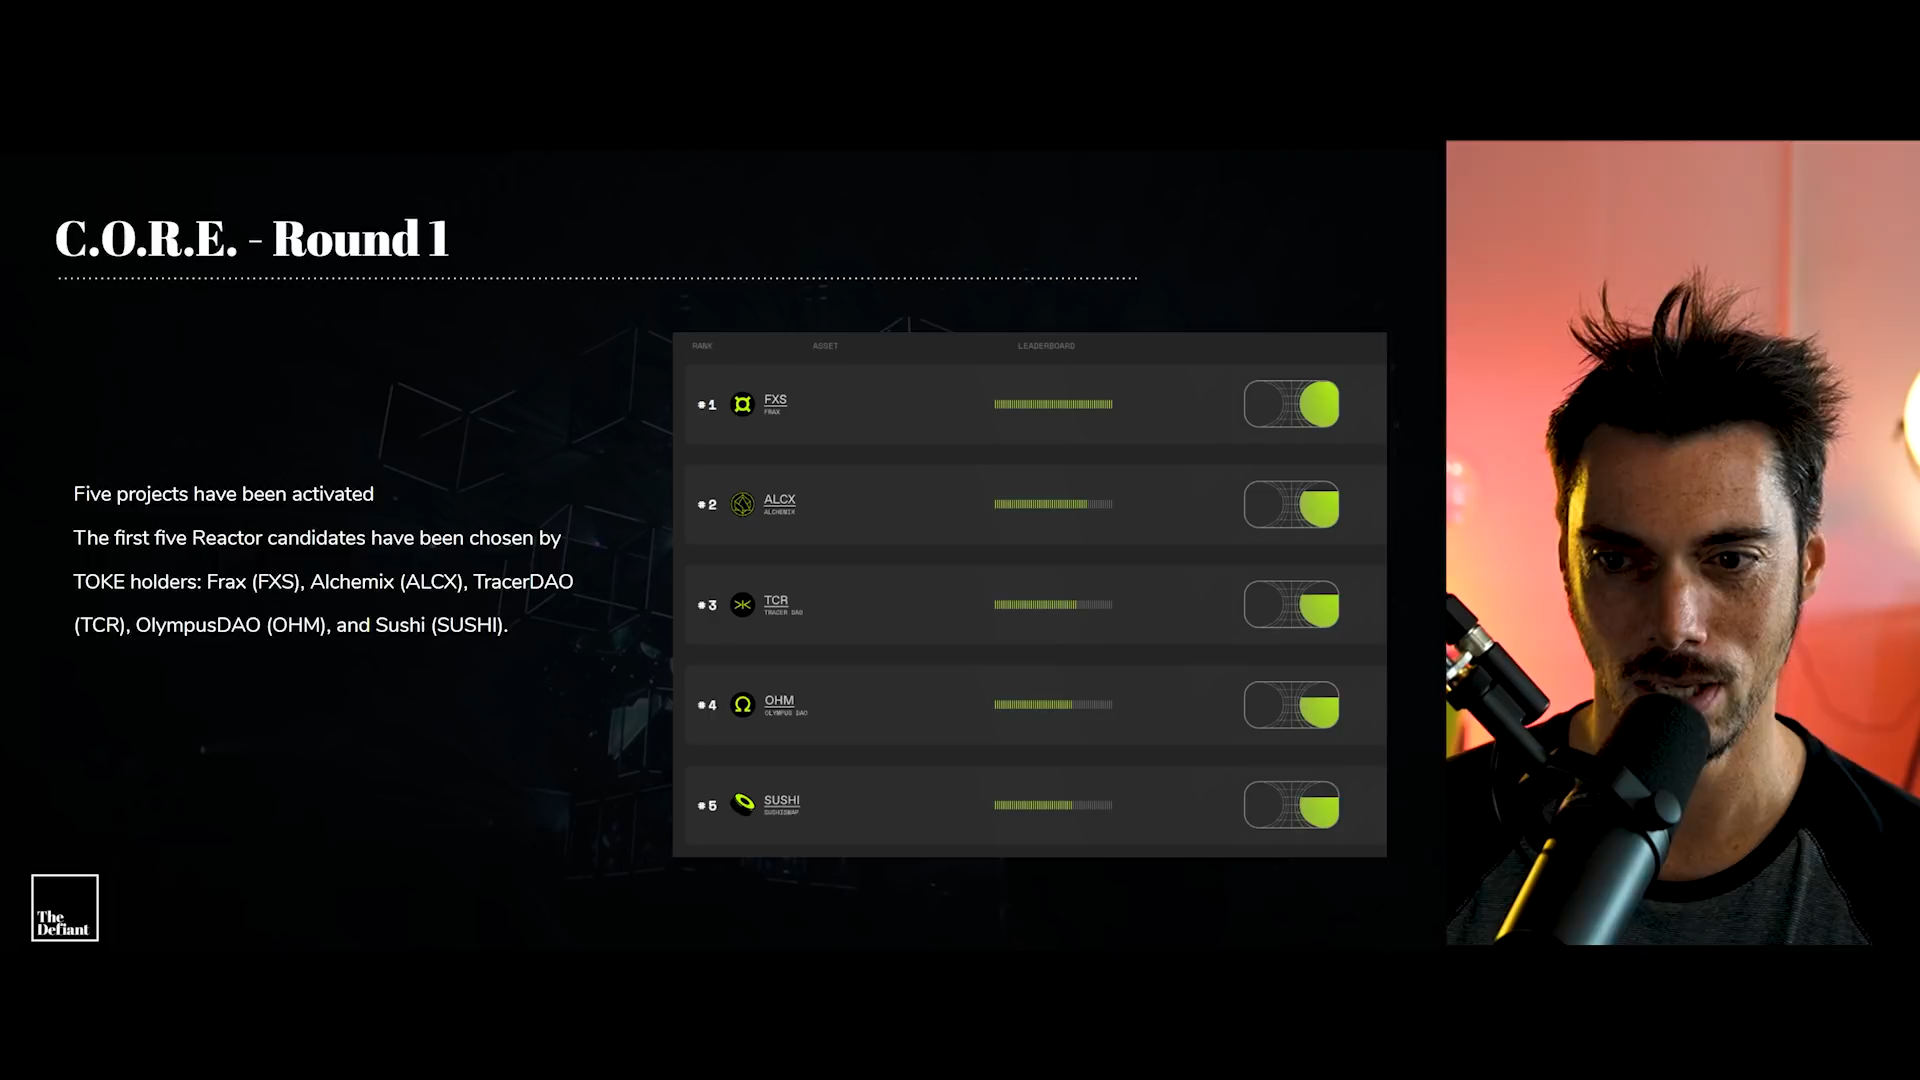 C.O.R.E. - Round 1
Five projects have been activated
The first five Reactor candidates have been chosen by
TOKE holders: Frax (FXS), Alchemix (ALCX), TracerDAO
(TCR), OlympusDAO (OHM), and Sushi (SUSHI).
RANK ASSET LEADERBOARD
#1 FXS
FRAX
#2 ALCX
ALCHEMIX
#3 TCR
TRACER DAO
#4 OHM
OLYMPUS DAO
#5 SUSHI
SUSHISWAP
The
Defiant